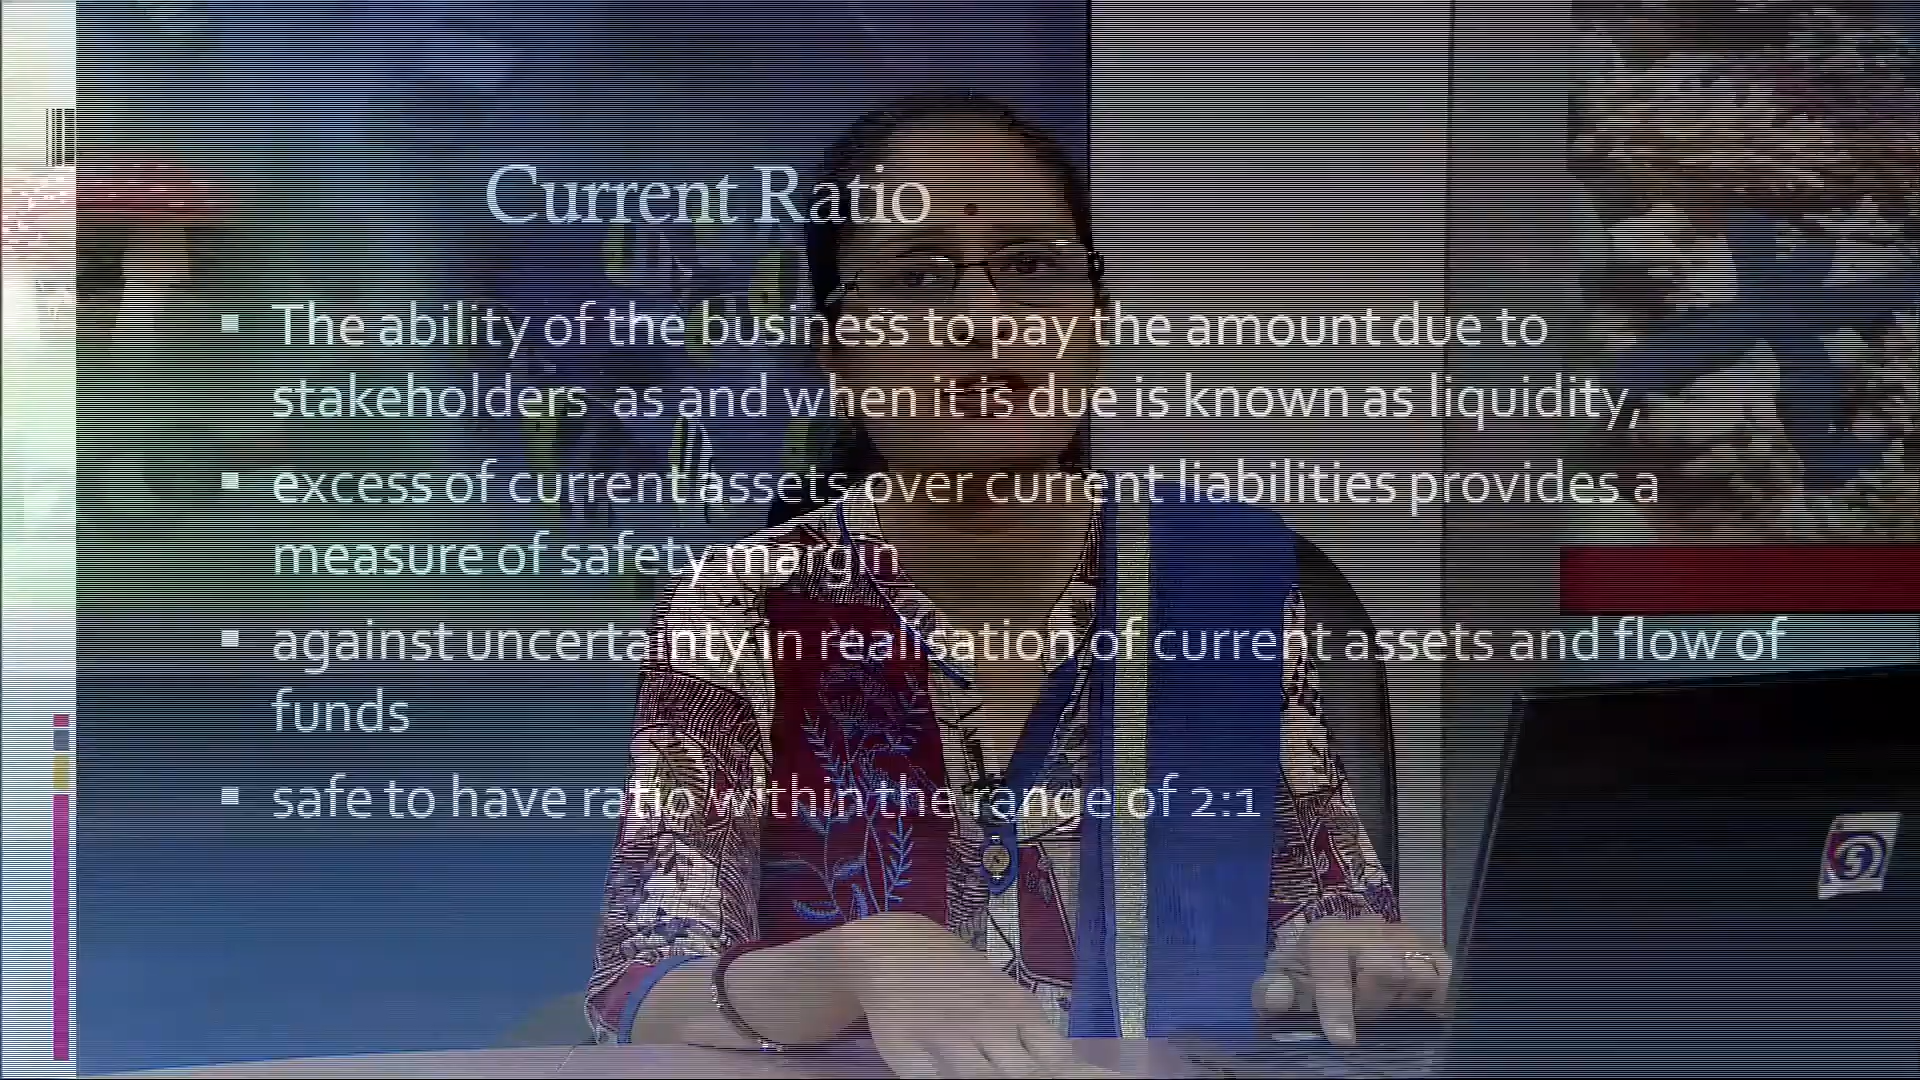 Current Ratio
▪ The ability of the business to pay the amount due to
stakeholders as and when it is due is known as liquidity,
▪ excess of current assets over current liabilities provides a
measure of safety margin
▪ against uncertainty in realisation of current assets and flow of
funds
▪ safe to have ratio within the range of 2:1